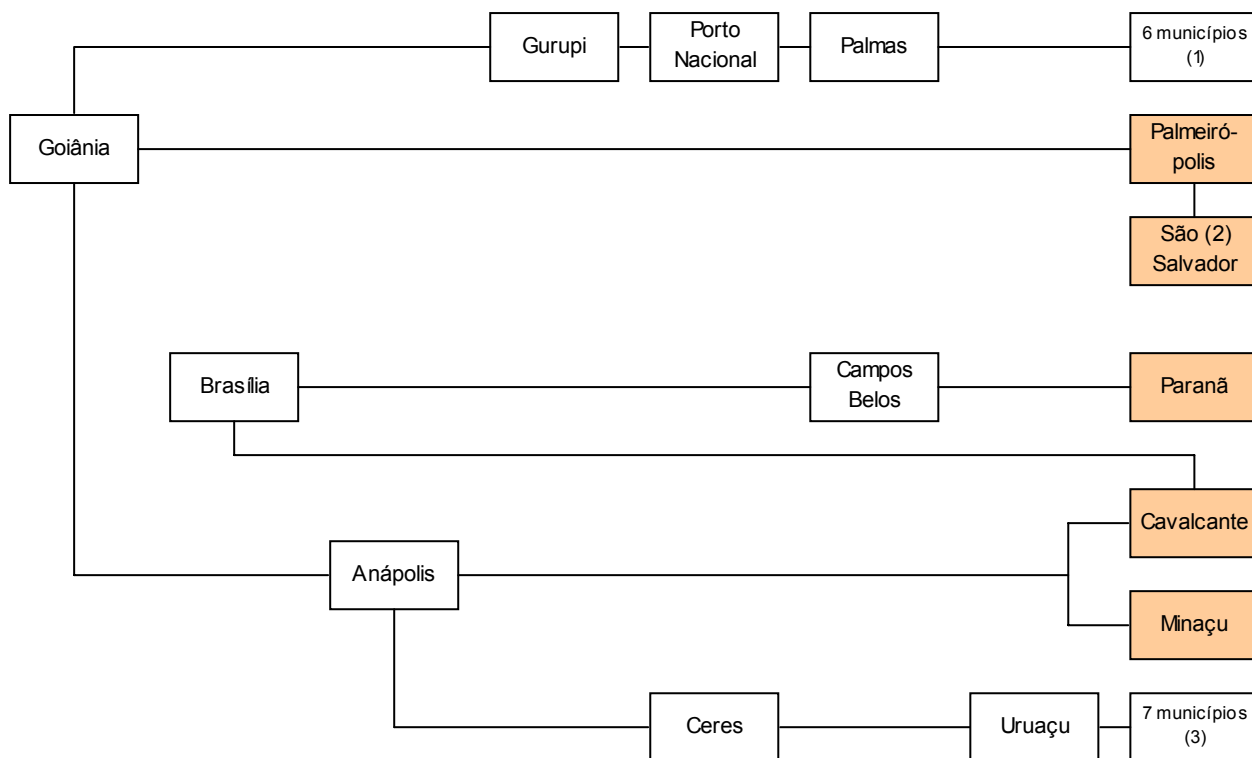 Gurupi
Porto
Nacional
Palmas
6 municípios
(1)
Goiânia
Palmeiró-
polis
São (2)
Salvador
Brasília
Campos
Belos
Paranã
Cavalcante
Anápolis
Minaçu
Ceres
Uruaçu
7 municípios
(3)